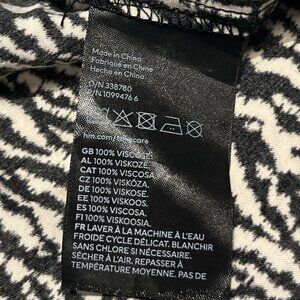 Made in China
Fabriqué en Chine
Hecho en China
O/N 338780
P/N 1099476 6
hm.com/takecare
GB 100% VISCOSE
AL 100% VISKOZË
CAT 100% VISCOSA
CZ 100% VISKÓZA
DE 100% VISKOSE
EE 100% VISKOOS
ES 100% VISCOSA
FI 100% VISKOOSIA
FR LAVER À LA MACHINE À L'EAU
FROIDE CYCLE DÉLICAT. BLANCHIR
SANS CHLORE SI NÉCESSAIRE.
SÉCHER À L'AIR. REPASSER À
TEMPÉRATURE MOYENNE. PAS DE